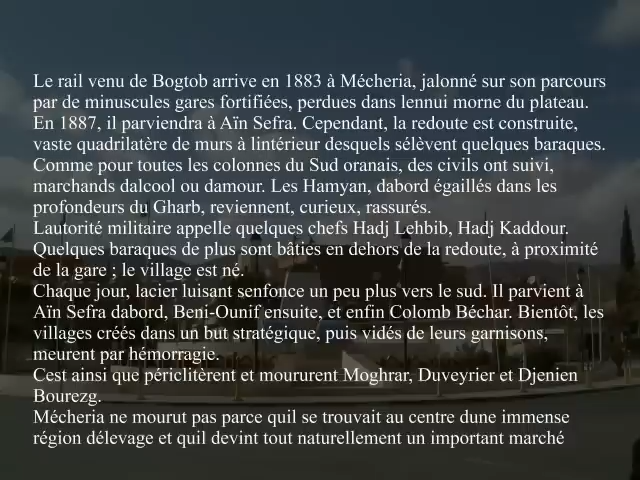 Le rail venu de Bogtob arrive en 1883 à Mécheria, jalonné sur son parcours
par de minuscules gares fortifiées, perdues dans lennui morne du plateau.
En 1887, il parviendra à Aïn Sefra. Cependant, la redoute est construite,
vaste quadrilatère de murs à lintérieur desquels sélèvent quelques baraques.
Comme pour toutes les colonnes du Sud oranais, des civils ont suivi,
marchands dalcool ou damour. Les Hamyan, dabord égaillés dans les
profondeurs du Gharb, reviennent, curieux, rassurés.
Lautorité militaire appelle quelques chefs Hadj Lehbib, Hadj Kaddour.
Quelques baraques de plus sont bâties en dehors de la redoute, à proximité
de la gare ; le village est né.
Chaque jour, lacier luisant senfonce un peu plus vers le sud. Il parvient à
Aïn Sefra dabord, Beni-Ounif ensuite, et enfin Colomb Béchar. Bientôt, les
villages créés dans un but stratégique, puis vidés de leurs garnisons,
meurent par hémorragie.
Cest ainsi que périclitèrent et moururent Moghrar, Duveyrier et Djenien
Bourezg.
Mécheria ne mourut pas parce quil se trouvait au centre dune immense
région délevage et quil devint tout naturellement un important marché